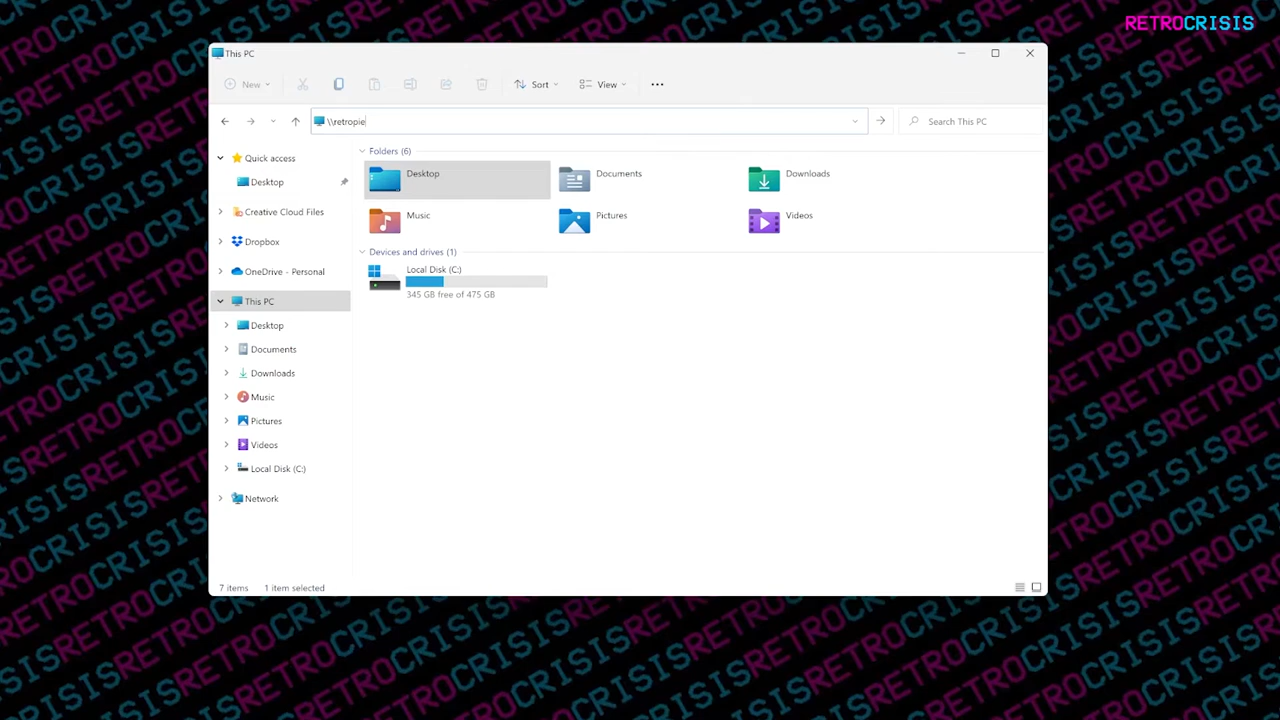 RETROCRISIS
This PC
New
Sort
View
\\retropie
Search This PC
Quick access
Desktop
Creative Cloud Files
Dropbox
OneDrive - Personal
This PC
Desktop
Documents
Downloads
Music
Pictures
Videos
Local Disk (C:)
Network
Folders (6)
Desktop
Documents
Downloads
Music
Pictures
Videos
Devices and drives (1)
Local Disk (C:)
345 GB free of 475 GB
7 items
1 item selected